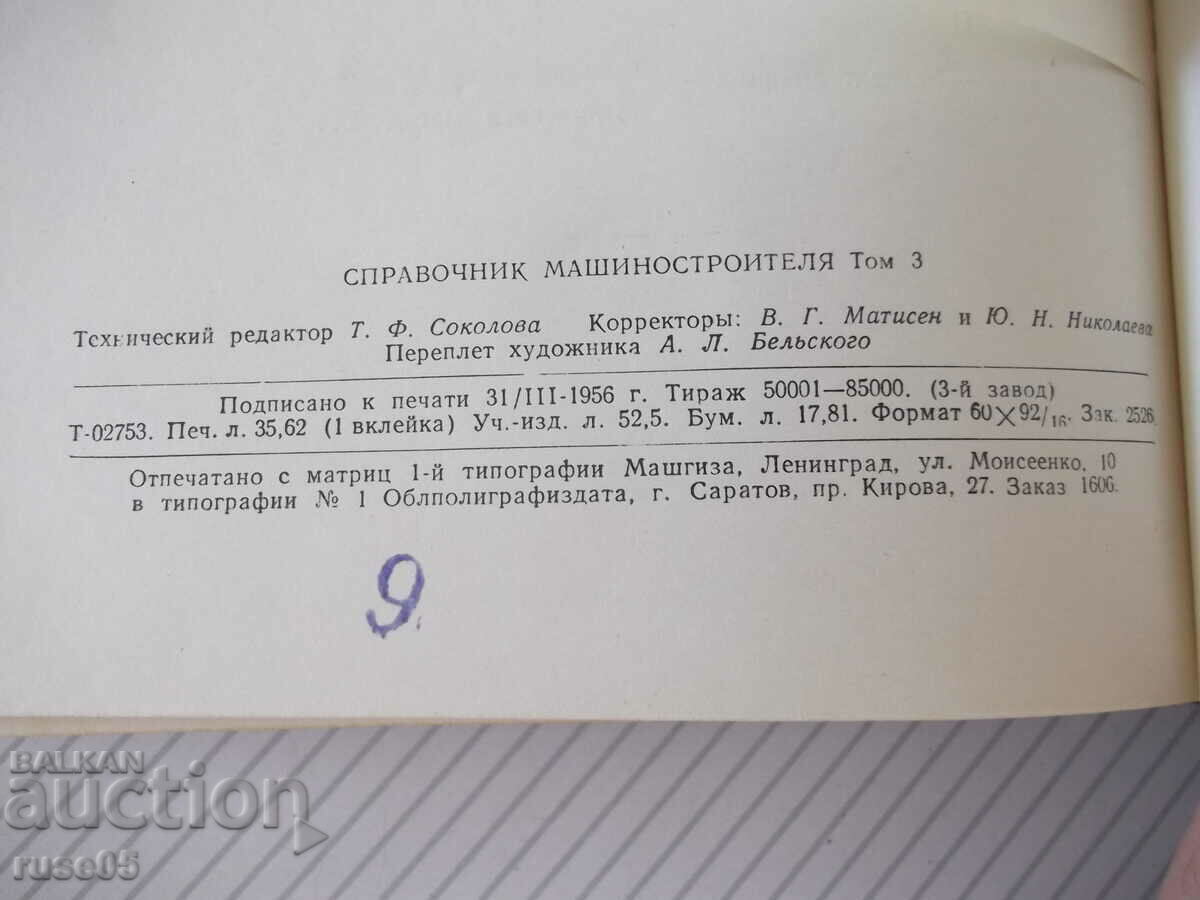 СПРАВОЧНИК МАШИНОСТРОИТЕЛЯ Том 3
Технический редактор Т. Ф. Соколова Корректоры: В. Г. Матисен и Ю. Н. Николаева
Переплет художника А. Л. Бельского
Подписано к печати 31/III-1956 г. Тираж 50001—85000. (3-й завод)
Т-02753. Печ. л. 35,62 (1 вклейка) Уч.-изд. л. 52,5. Бум. л. 17,81. Формат 60×92/16. Зак. 2526
Отпечатано с матриц 1-й типографии Машгиза, Ленинград, ул. Моисеенко, 10
в типографии № 1 Облполиграфиздата, г. Саратов, пр. Кирова, 27. Заказ 1606.
9
BALKAN
auction
ruse05